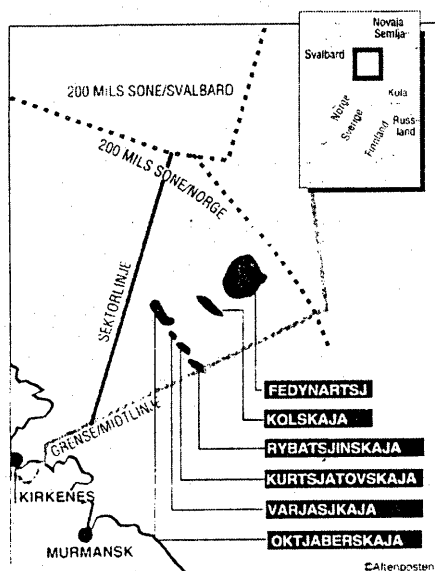 Novaja
Semlja
Svalbard
Kola
Norge
Sverige
Finnland
Russ-
land
200 MILS SONE/SVALBARD
200 MILS SONE/NORGE
SEKTORLINJE
GRENSE/MIDTLINJE
FEDYNARTSJ
KOLSKAJA
RYBATSJINSKAJA
KURTSJATOVSKAJA
VARJASJKAJA
OKTJABERSKAJA
KIRKENES
MURMANSK
©Aftenposten